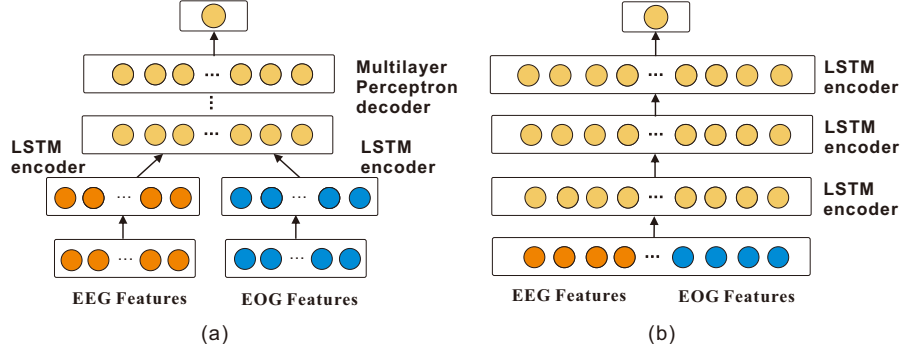 Multilayer
Perceptron
decoder
LSTM
encoder
LSTM
encoder
EEG Features
EOG Features
(a)
LSTM
encoder
LSTM
encoder
LSTM
encoder
EEG Features
EOG Features
(b)